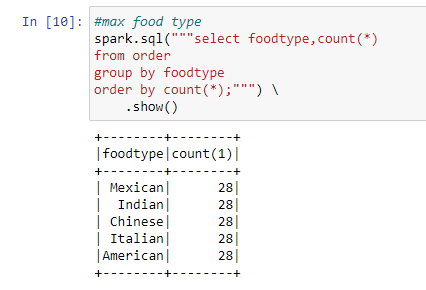 In [10]: #max food type
spark.sql("""select foodtype,count(*)
from order
group by foodtype
order by count(*);""") \
    .show()
+--------+--------+
|foodtype|count(1)|
+--------+--------+
| Mexican|      28|
|  Indian|      28|
| Chinese|      28|
| Italian|      28|
|American|      28|
+--------+--------+